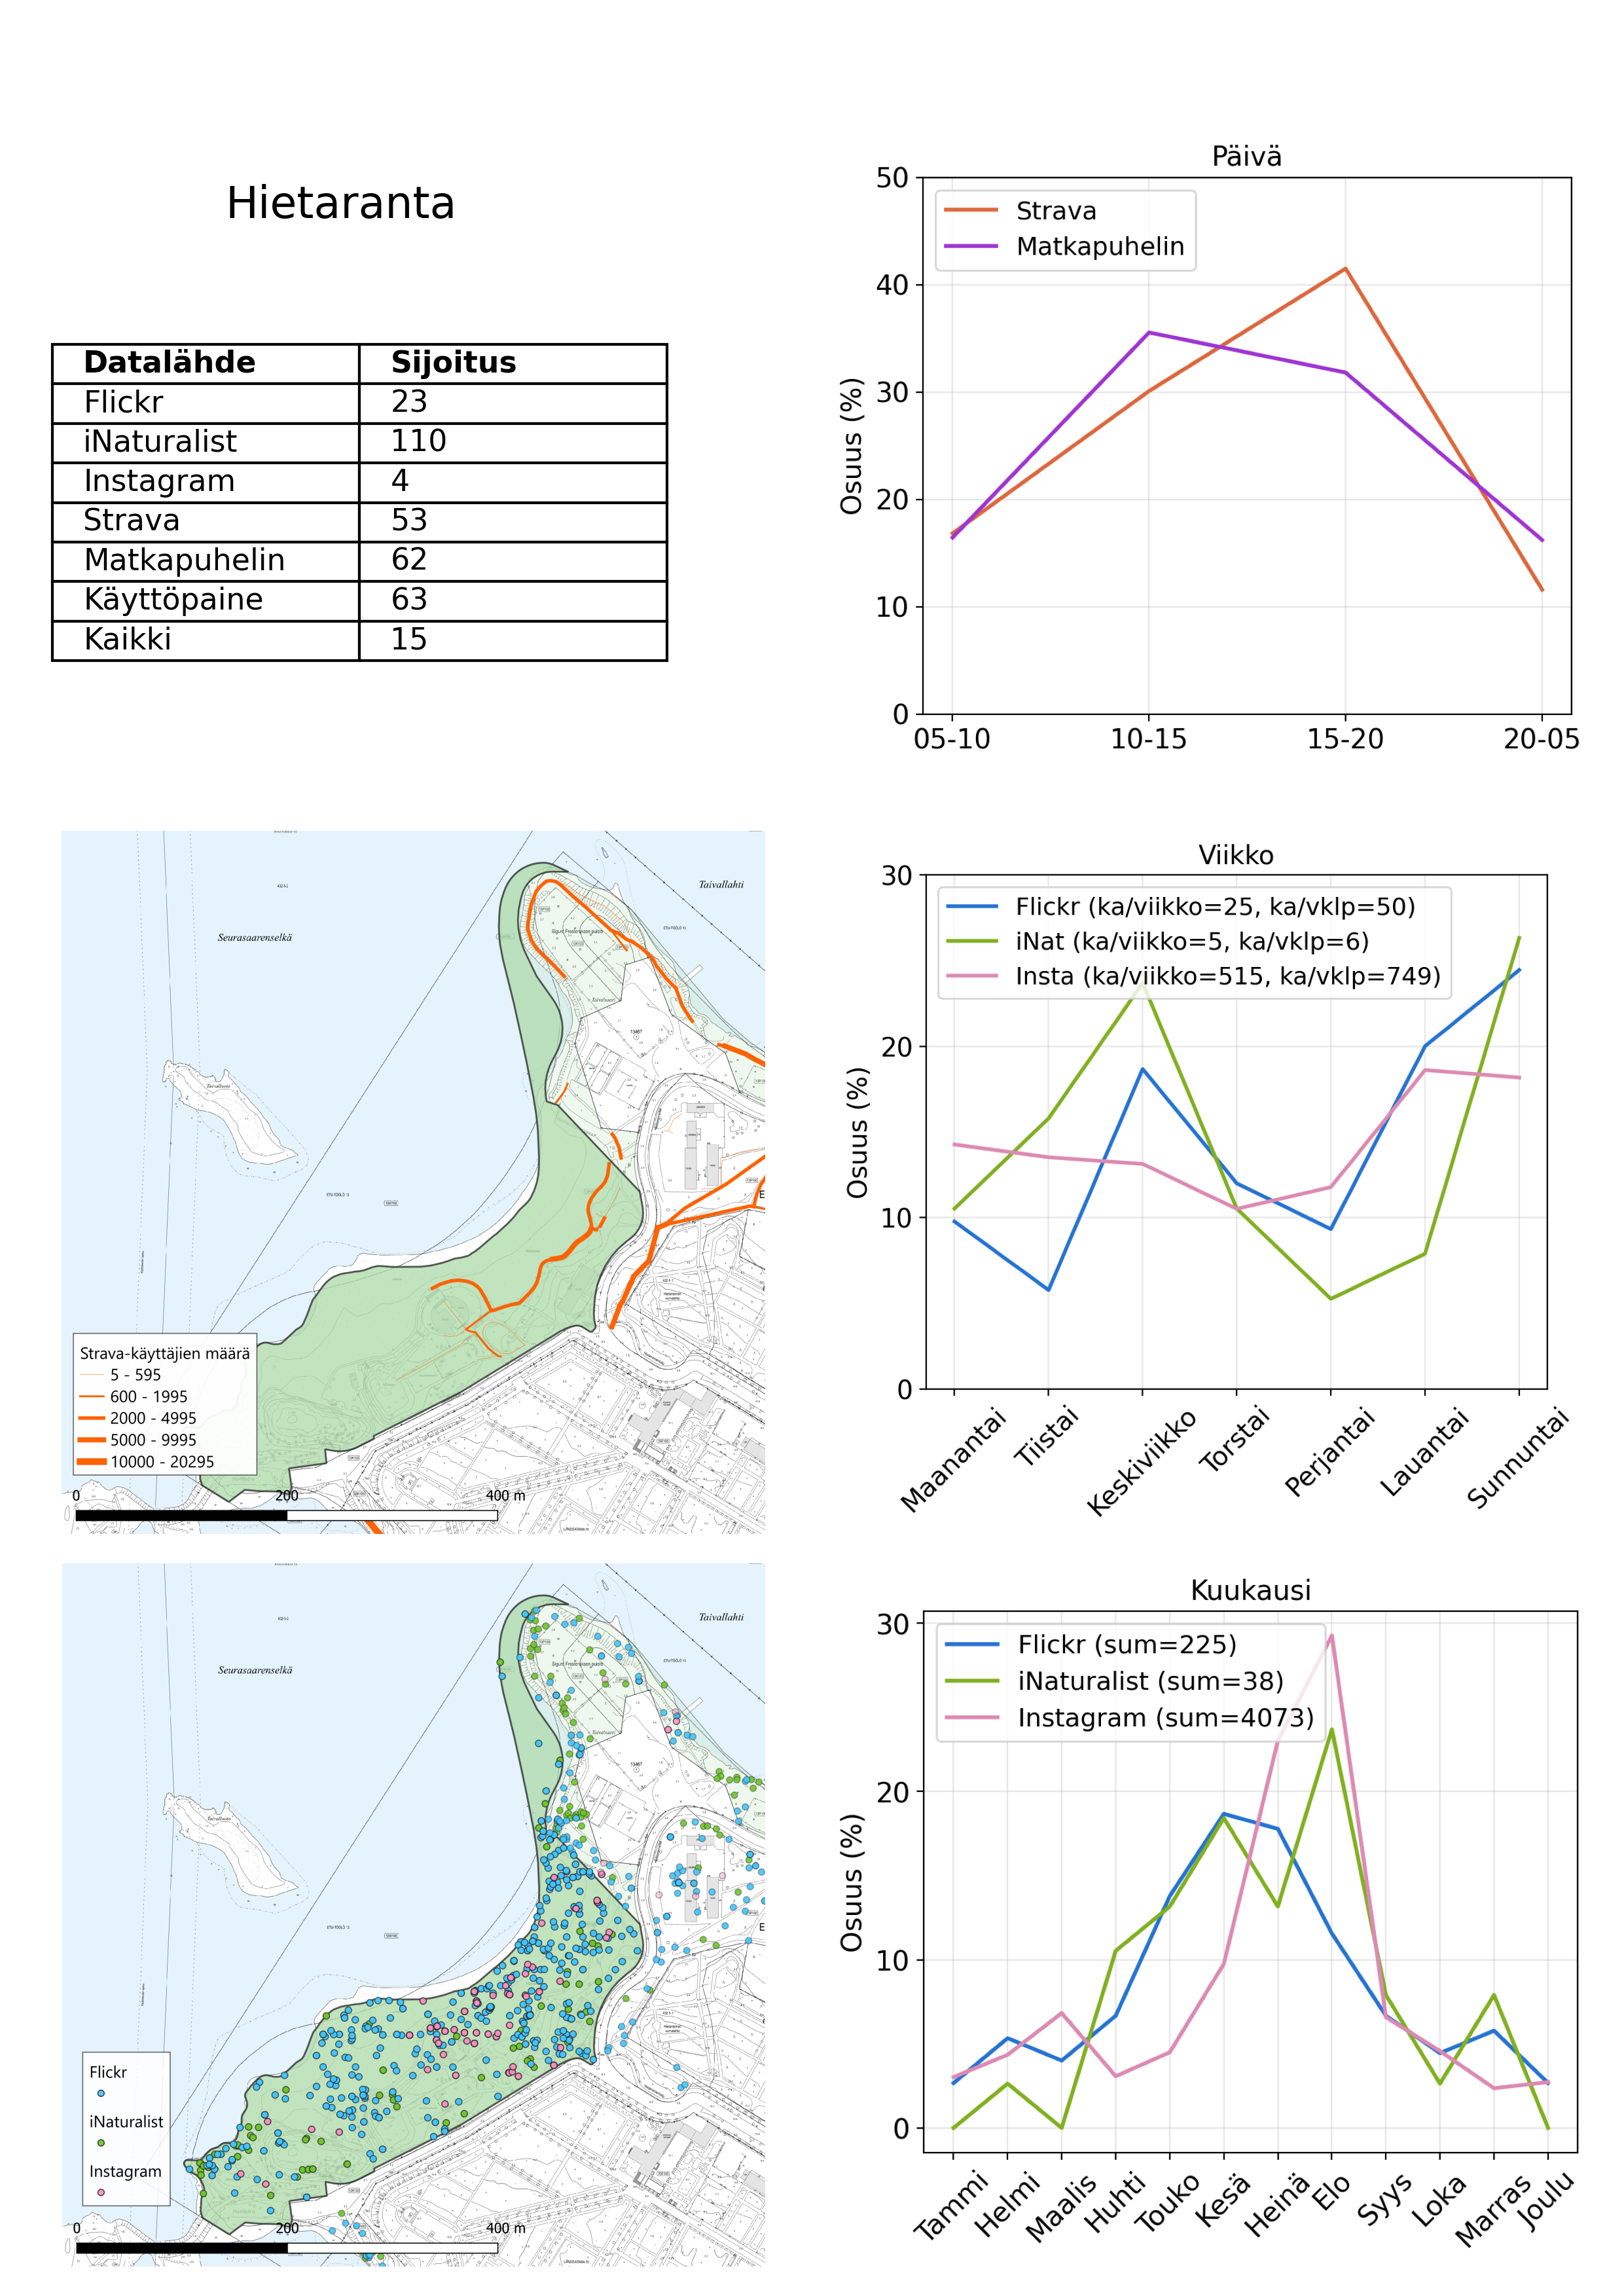 Hietaranta
Datalähde Sijoitus
Flickr 23
iNaturalist 110
Instagram 4
Strava 53
Matkapuhelin 62
Käyttöpaine 63
Kaikki 15
Päivä
Strava
Matkapuhelin
Osuus (%)
50
40
30
20
10
0
05-10 10-15 15-20 20-05
Taivallahti
Seurasaarenselkä
Strava-käyttäjien määrä
5 - 595
600 - 1995
2000 - 4995
5000 - 9995
10000 - 20295
0 200 400 m
Viikko
Flickr (ka/viikko=25, ka/vklp=50)
iNat (ka/viikko=5, ka/vklp=6)
Insta (ka/viikko=515, ka/vklp=749)
Osuus (%)
30
20
10
0
Maanantai Tiistai Keskiviikko Torstai Perjantai Lauantai Sunnuntai
Taivallahti
Seurasaarenselkä
Flickr
iNaturalist
Instagram
0 200 400 m
Kuukausi
Flickr (sum=225)
iNaturalist (sum=38)
Instagram (sum=4073)
Osuus (%)
30
20
10
0
Tammi Helmi Maalis Huhti Touko Kesä Heinä Elo Syys Loka Marras Joulu